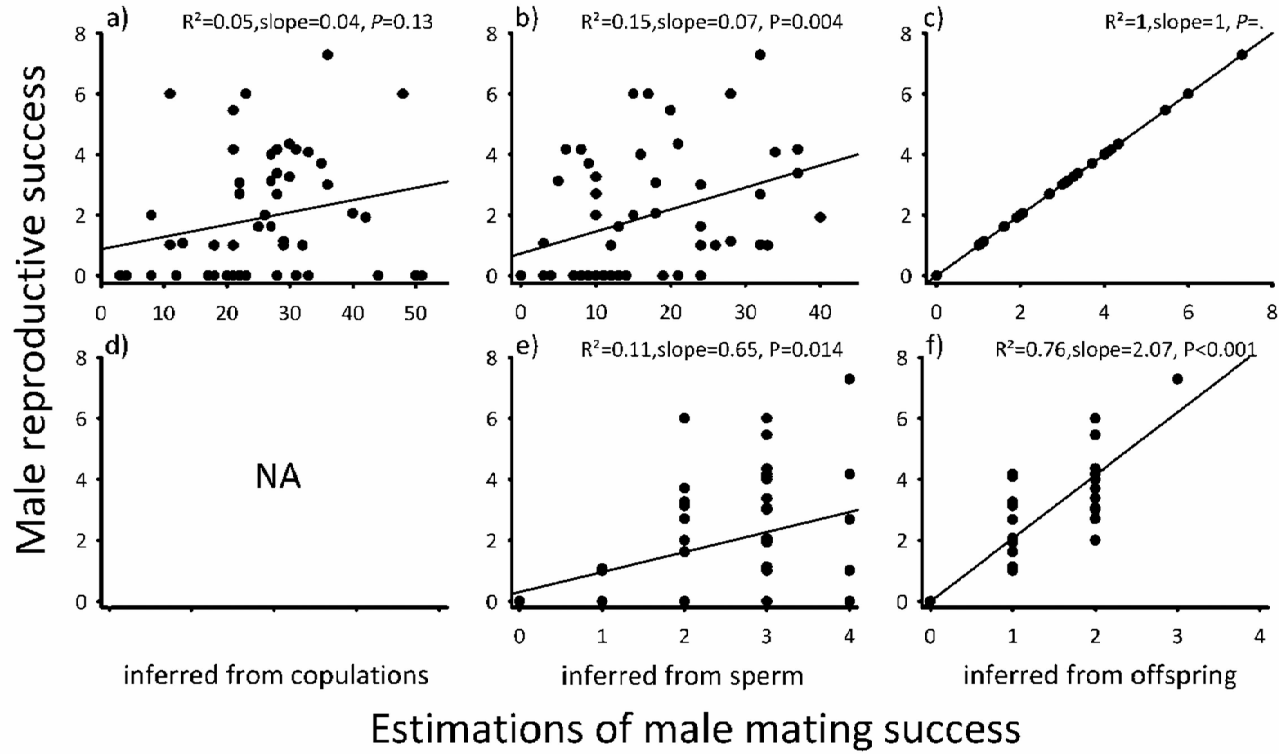 Male reproductive success
a) R²=0.05,slope=0.04, P=0.13
8
6
4
2
0
0 10 20 30 40 50
b) R²=0.15,slope=0.07, P=0.004
8
6
4
2
0
0 10 20 30 40
c) R²=1,slope=1, P=.
8
6
4
2
0
0 2 4 6 8
d)
8
6
4
2
0
NA
inferred from copulations
e) R²=0.11,slope=0.65, P=0.014
8
6
4
2
0
0 1 2 3 4
inferred from sperm
f) R²=0.76,slope=2.07, P<0.001
8
6
4
2
0
0 1 2 3 4
inferred from offspring
Estimations of male mating success